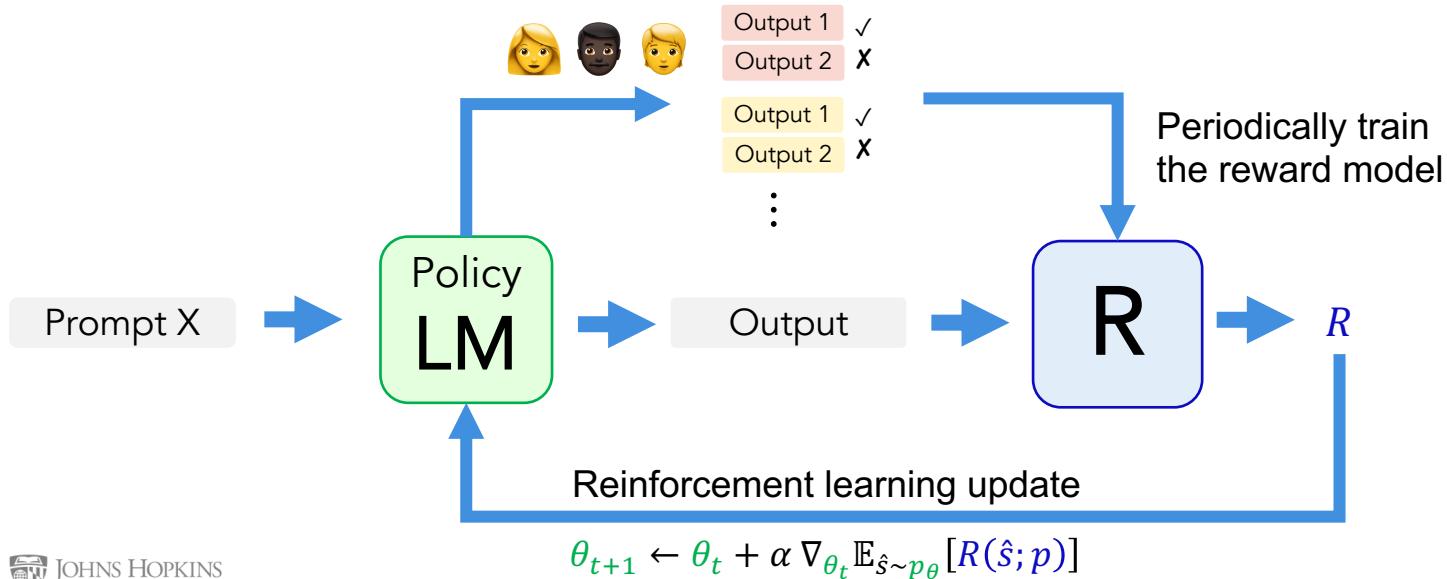 Output 1 ✓
Output 2 ✗
Output 1 ✓
Output 2 ✗
⋮
Periodically train
the reward model
Policy
LM
Prompt X
Output
R
R
Reinforcement learning update
θ_{t+1} ← θ_t + α ∇_{θ_t} 𝔼_{ŝ∼p_θ}[R(ŝ; p)]
JOHNS HOPKINS